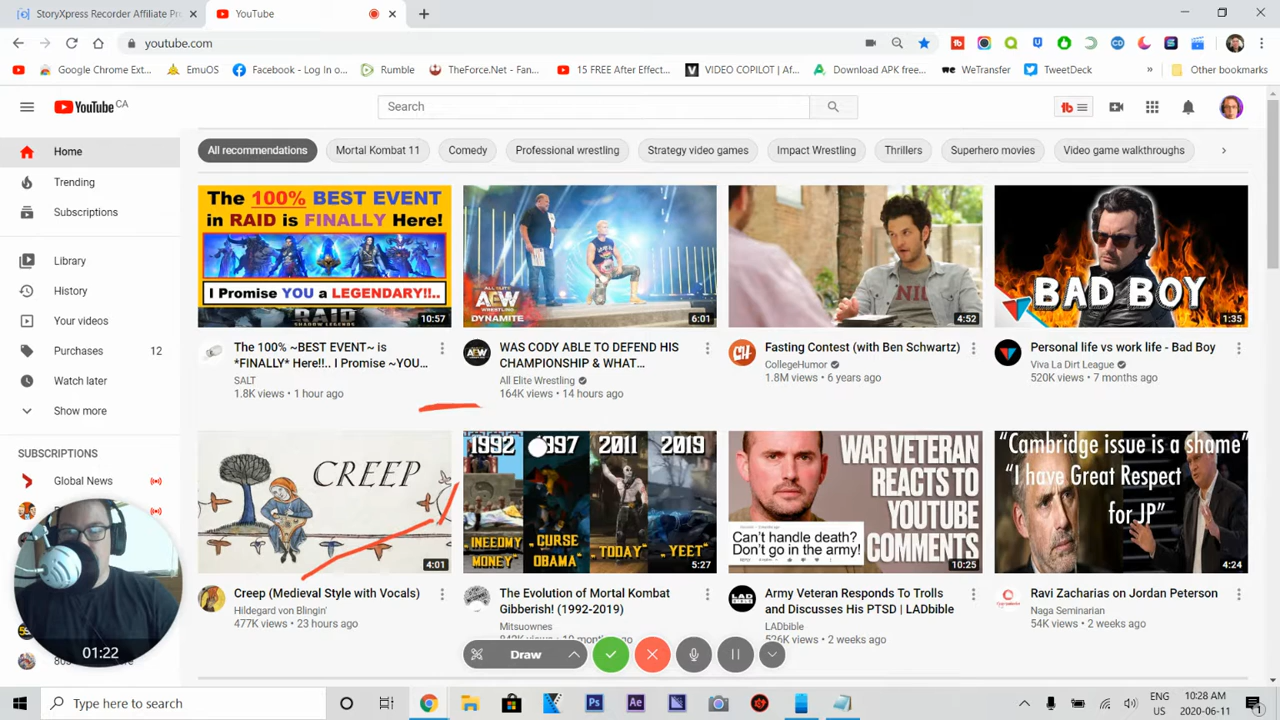 StoryXpress Recorder Affiliate Pr
YouTube
youtube.com
Google Chrome Ext...
EmuOS
Facebook - Log In o...
Rumble
TheForce.Net - Fan...
15 FREE After Effect...
VIDEO COPILOT | Af...
Download APK free...
WeTransfer
TweetDeck
»
Other bookmarks
YouTube CA
Search
tb
Home
Trending
Subscriptions
Library
History
Your videos
Purchases 12
Watch later
Show more
SUBSCRIPTIONS
Global News
01:22
All recommendations
Mortal Kombat 11
Comedy
Professional wrestling
Strategy video games
Impact Wrestling
Thrillers
Superhero movies
Video game walkthroughs
The 100% BEST EVENT
in RAID is FINALLY Here!
I Promise YOU a LEGENDARY!!..
RAID
10:57
The 100% ~BEST EVENT~ is
*FINALLY* Here!!.. I Promise ~YOU...
SALT
1.8K views • 1 hour ago
AEW
DYNAMITE
6:01
WAS CODY ABLE TO DEFEND HIS
CHAMPIONSHIP & WHAT...
All Elite Wrestling
164K views • 14 hours ago
4:52
CH
Fasting Contest (with Ben Schwartz)
CollegeHumor
1.8M views • 6 years ago
BAD BOY
1:35
Personal life vs work life - Bad Boy
Viva La Dirt League
520K views • 7 months ago
CREEP
4:01
Creep (Medieval Style with Vocals)
Hildegard von Blingin'
477K views • 23 hours ago
1992
2011
2019
„INEEDMY
MONEY"
„CURSE
OBAMA"
„TODAY"
„YEET"
5:27
The Evolution of Mortal Kombat
Gibberish! (1992-2019)
Mitsuownes
WAR VETERAN
REACTS TO
YOUTUBE
COMMENTS
Can't handle death?
Don't go in the army!
10:25
LAD
BIBLE
Army Veteran Responds To Trolls
and Discusses His PTSD | LADbible
LADbible
526K views • 2 weeks ago
"Cambridge issue is a shame"
"I have Great Respect
for JP"
4:24
Ravi Zacharias on Jordan Peterson
Naga Seminarian
54K views • 2 weeks ago
Draw
Type here to search
ENG
US
10:28 AM
2020-06-11